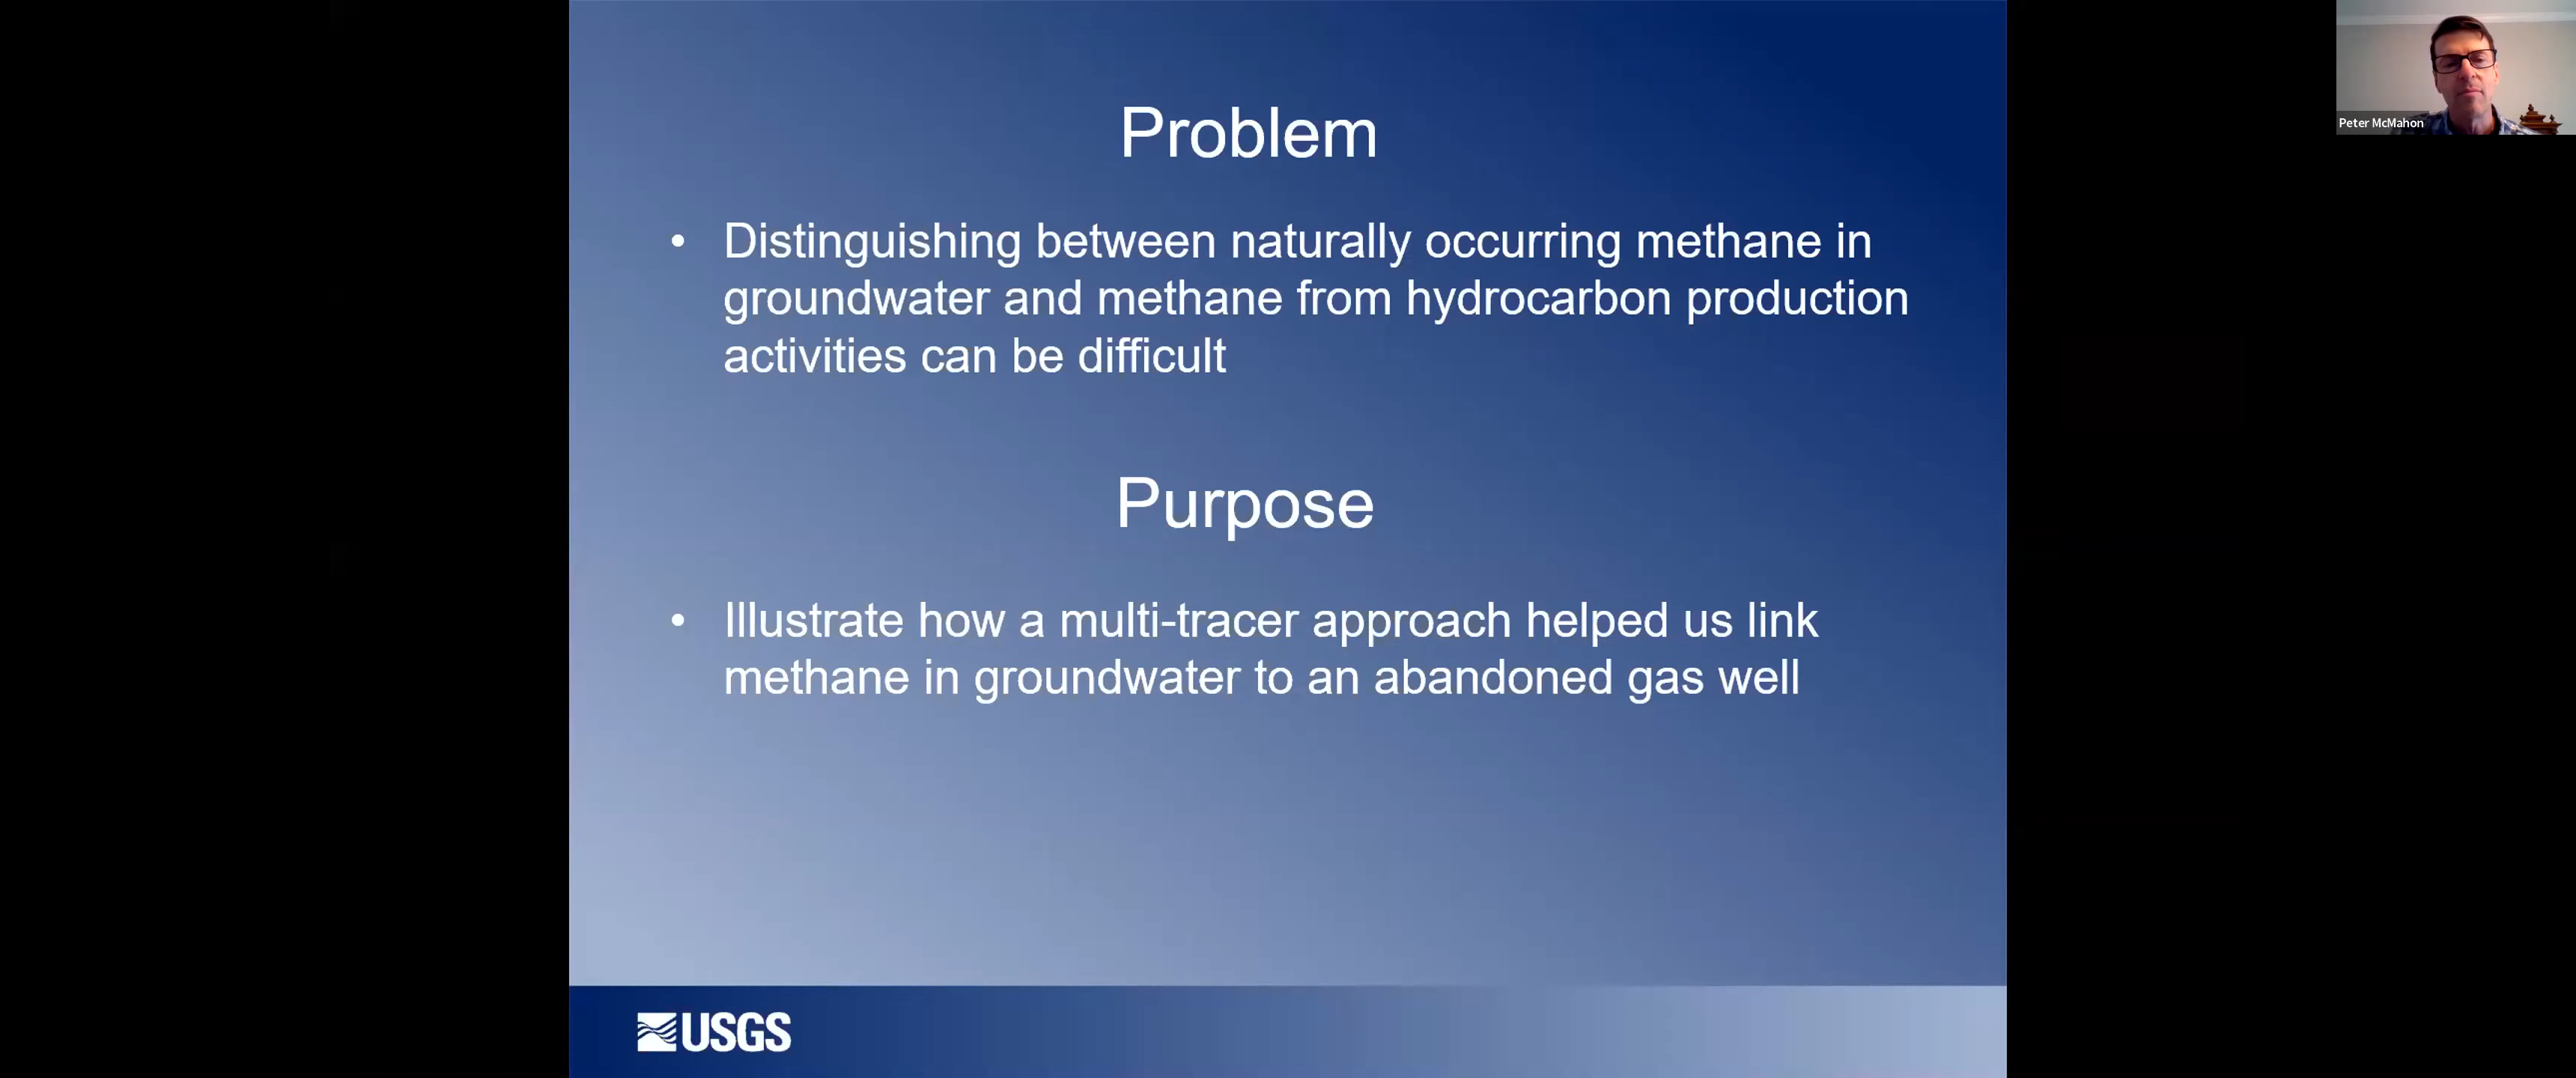 Problem
• Distinguishing between naturally occurring methane in
groundwater and methane from hydrocarbon production
activities can be difficult
Purpose
• Illustrate how a multi-tracer approach helped us link
methane in groundwater to an abandoned gas well
USGS
Peter McMahon